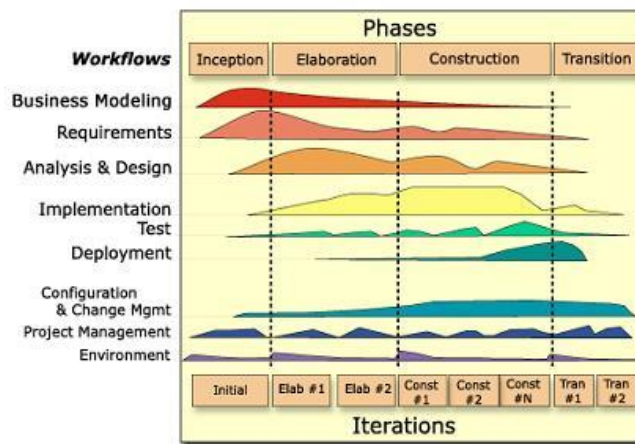 Phases
Workflows
Inception
Elaboration
Construction
Transition
Business Modeling
Requirements
Analysis & Design
Implementation
Test
Deployment
Configuration
& Change Mgmt
Project Management
Environment
Initial
Elab #1
Elab #2
Const
#1
Const
#2
Const
#N
Tran
#1
Tran
#2
Iterations